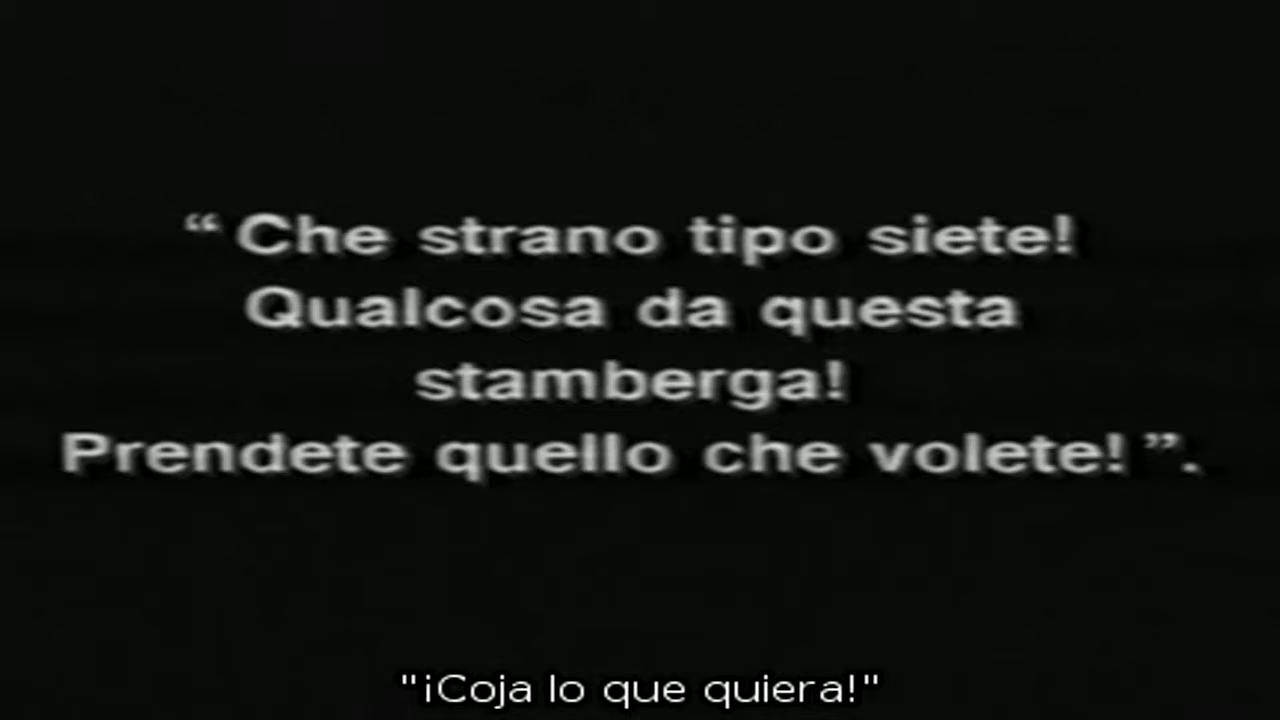 “Che strano tipo siete!
Qualcosa da questa
stamberga!
Prendete quello che volete!”.
"¡Coja lo que quiera!"